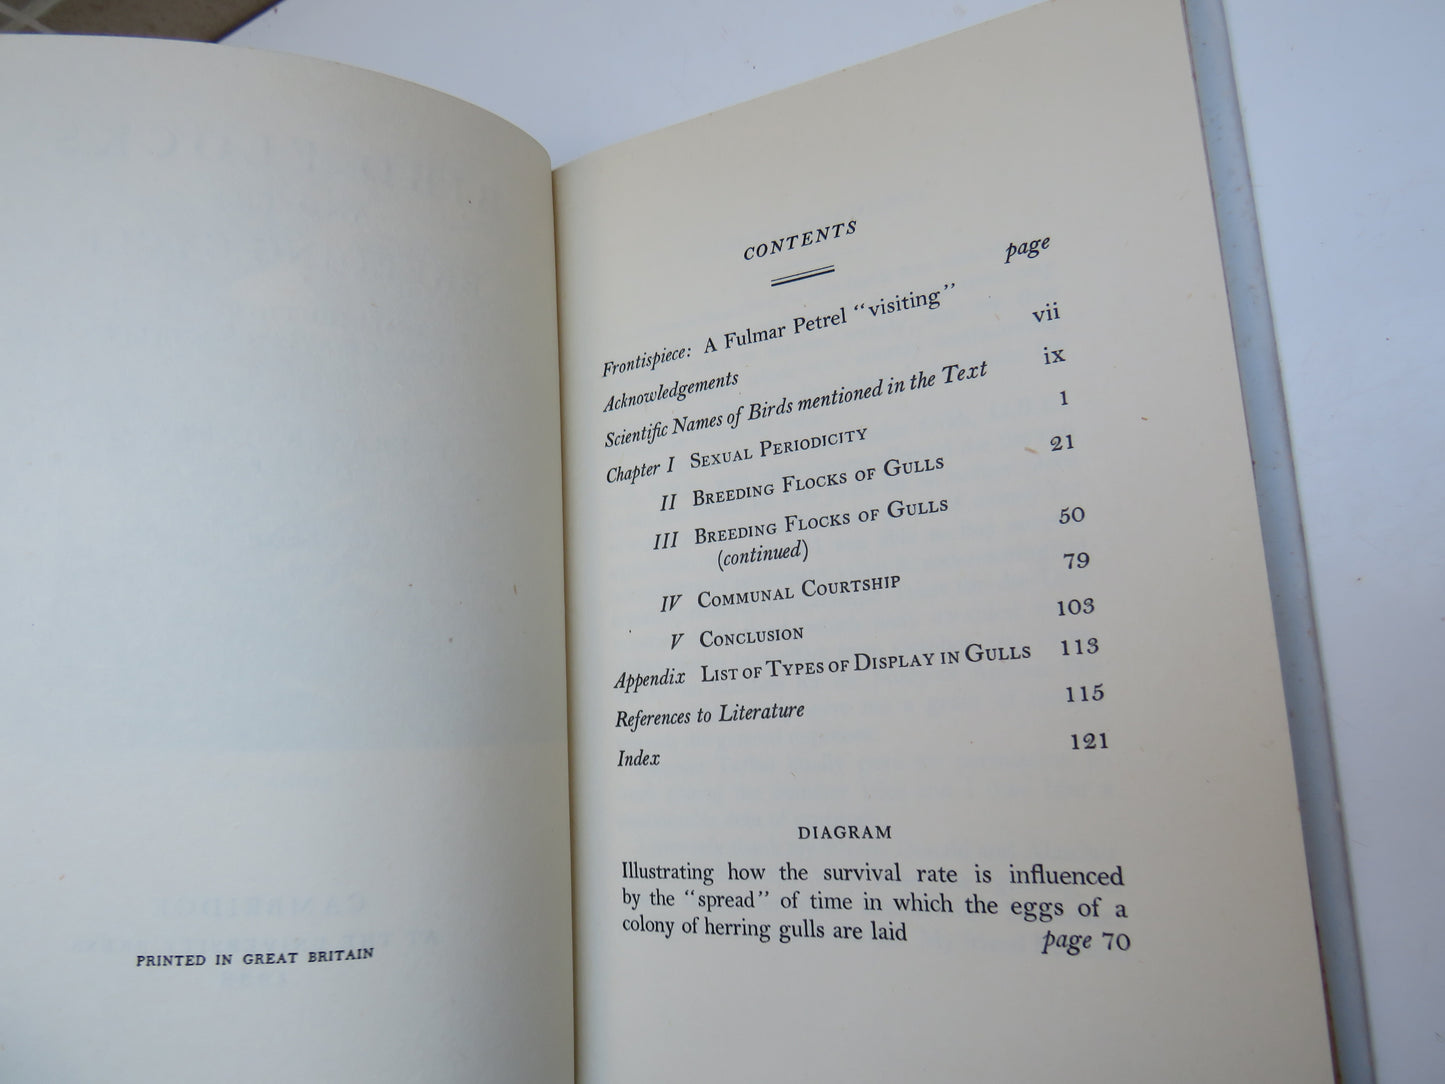 PRINTED IN GREAT BRITAIN
CONTENTS
page
Frontispiece: A Fulmar Petrel “visiting”
Acknowledgements vii
Scientific Names of Birds mentioned in the Text ix
Chapter I SEXUAL PERIODICITY 1
II BREEDING FLOCKS OF GULLS 21
III BREEDING FLOCKS OF GULLS
(continued) 50
IV COMMUNAL COURTSHIP 79
V CONCLUSION 103
Appendix LIST OF TYPES OF DISPLAY IN GULLS 113
References to Literature 115
Index 121
DIAGRAM
Illustrating how the survival rate is influenced
by the “spread” of time in which the eggs of a
colony of herring gulls are laid page 70